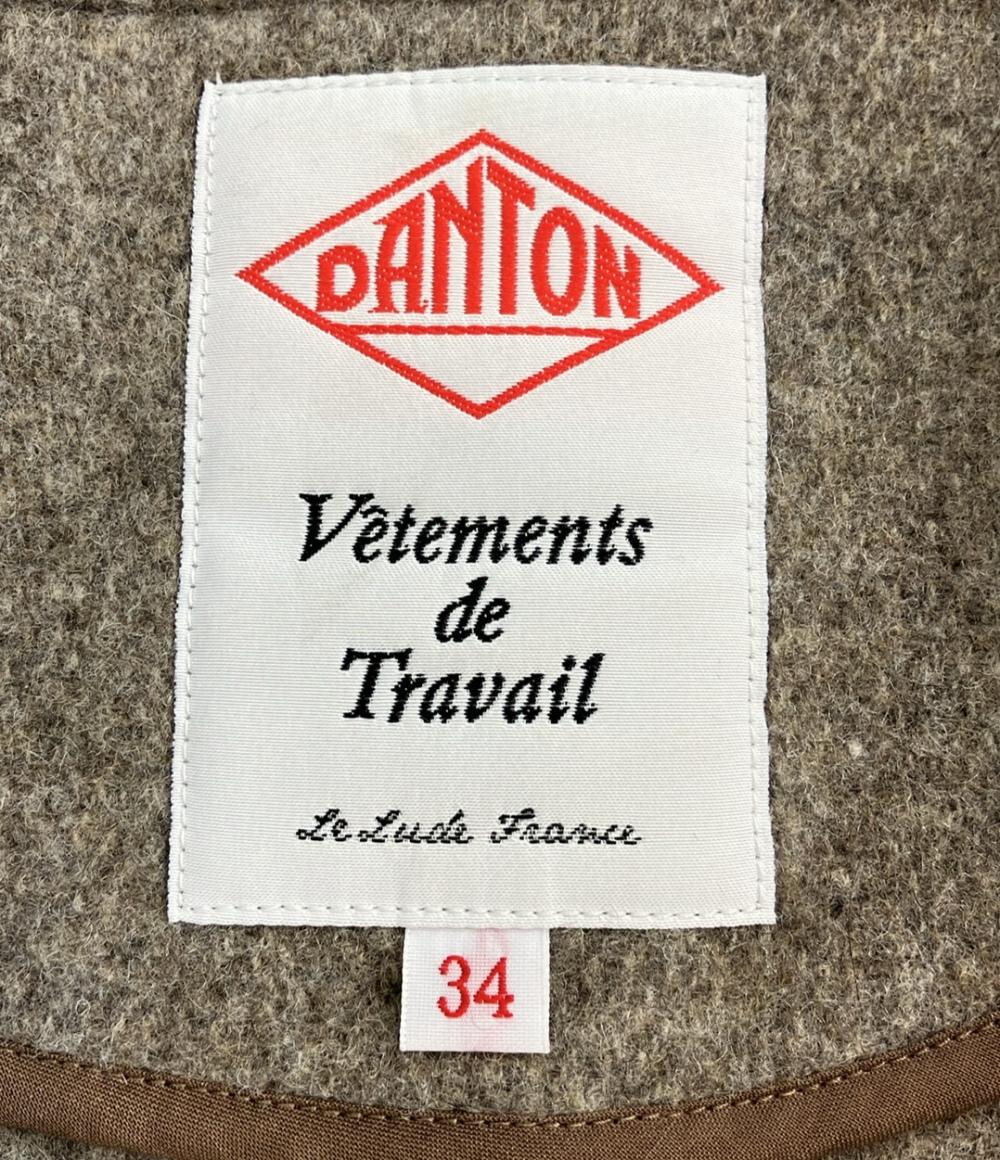 DANTON
Vêtements
de
Travail
Le Lude France
34